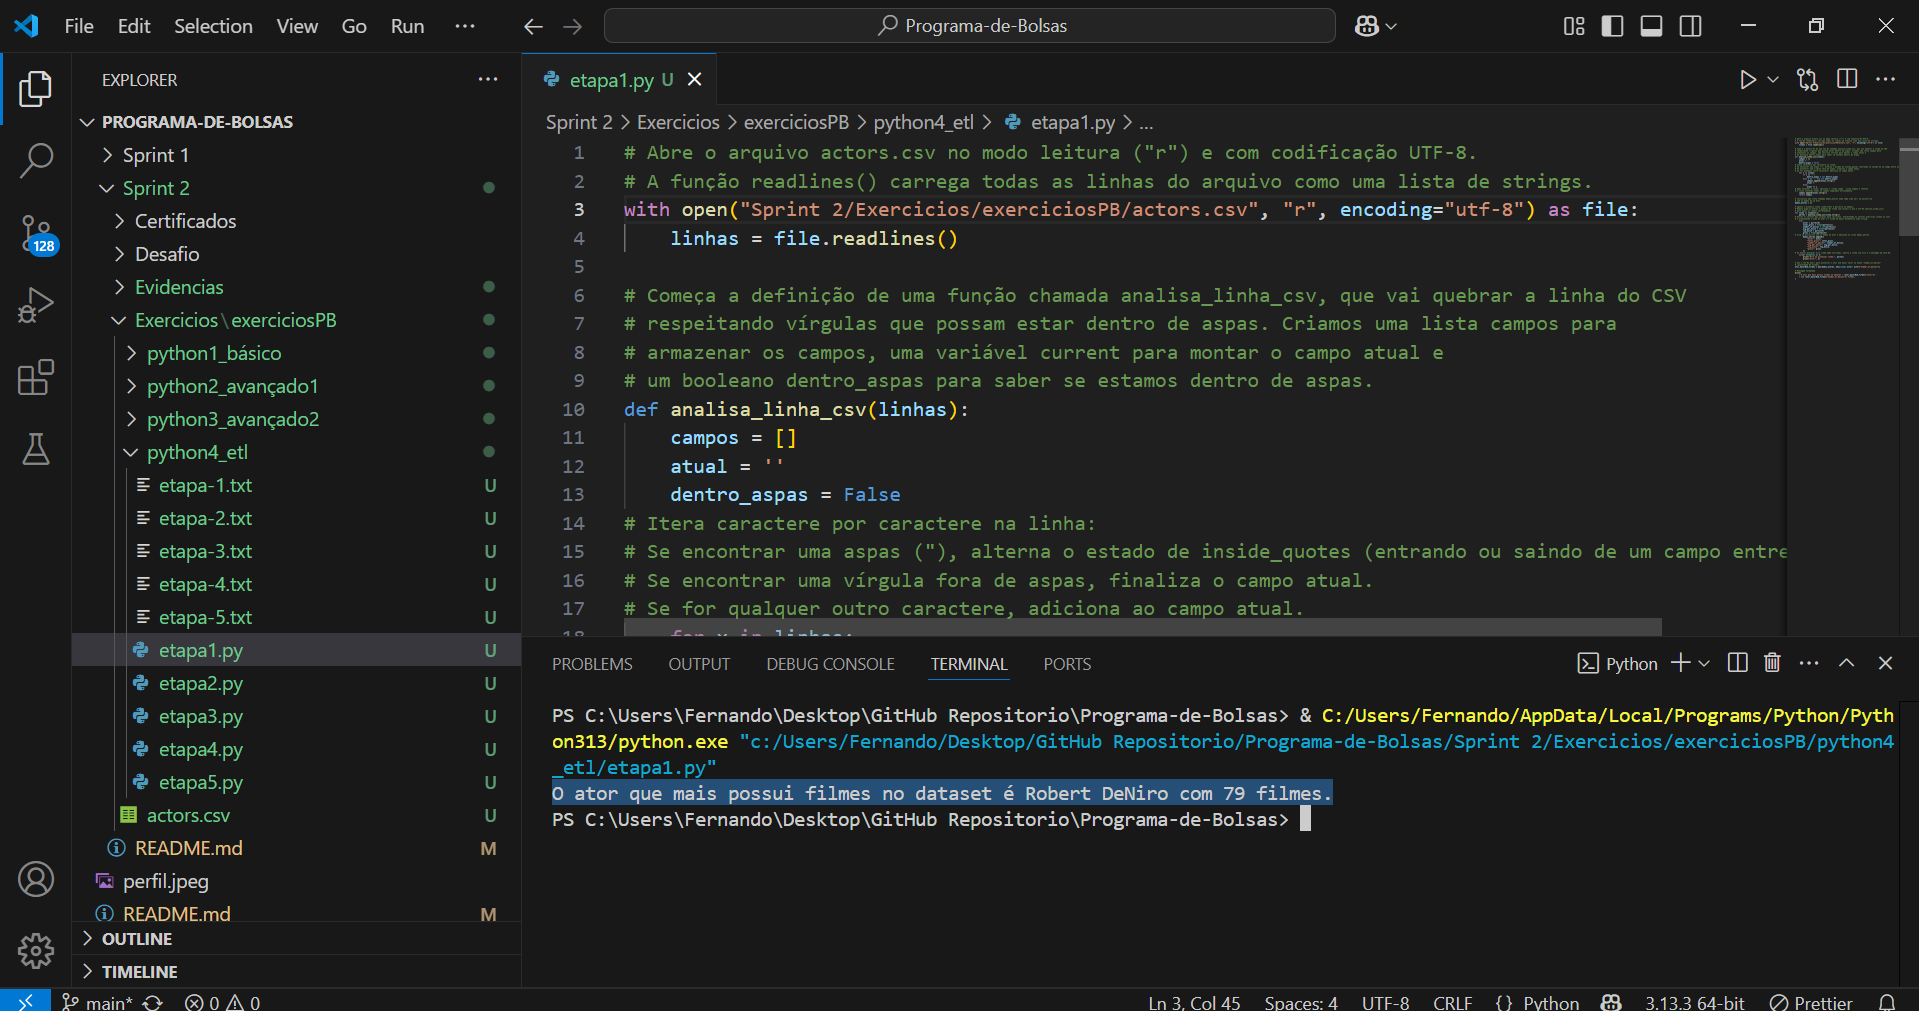 File Edit Selection View Go Run ...
Programa-de-Bolsas
EXPLORER
PROGRAMA-DE-BOLSAS
Sprint 1
Sprint 2
Certificados
Desafio
Evidencias
Exercicios\exerciciosPB
python1_básico
python2_avançado1
python3_avançado2
python4_etl
etapa-1.txt U
etapa-2.txt U
etapa-3.txt U
etapa-4.txt U
etapa-5.txt U
etapa1.py U
etapa2.py U
etapa3.py U
etapa4.py U
etapa5.py U
actors.csv U
README.md M
perfil.jpeg
README.md M
OUTLINE
TIMELINE
128
etapa1.py U
Sprint 2 > Exercicios > exerciciosPB > python4_etl > etapa1.py > ...
1 # Abre o arquivo actors.csv no modo leitura ("r") e com codificação UTF-8.
2 # A função readlines() carrega todas as linhas do arquivo como uma lista de strings.
3 with open("Sprint 2/Exercicios/exerciciosPB/actors.csv", "r", encoding="utf-8") as file:
4 linhas = file.readlines()
5
6 # Começa a definição de uma função chamada analisa_linha_csv, que vai quebrar a linha do CSV
7 # respeitando vírgulas que possam estar dentro de aspas. Criamos uma lista campos para
8 # armazenar os campos, uma variável current para montar o campo atual e
9 # um booleano dentro_aspas para saber se estamos dentro de aspas.
10 def analisa_linha_csv(linhas):
11 campos = []
12 atual = ''
13 dentro_aspas = False
14 # Itera caractere por caractere na linha:
15 # Se encontrar uma aspas ("), alterna o estado de inside_quotes (entrando ou saindo de um campo entre
16 # Se encontrar uma vírgula fora de aspas, finaliza o campo atual.
17 # Se for qualquer outro caractere, adiciona ao campo atual.
18 for x in linhas:
PROBLEMS OUTPUT DEBUG CONSOLE TERMINAL PORTS
Python
PS C:\Users\Fernando\Desktop\GitHub Repositorio\Programa-de-Bolsas> & C:/Users/Fernando/AppData/Local/Programs/Python/Pyth
on313/python.exe "c:/Users/Fernando/Desktop/GitHub Repositorio/Programa-de-Bolsas/Sprint 2/Exercicios/exerciciosPB/python4
_etl/etapa1.py"
O ator que mais possui filmes no dataset é Robert DeNiro com 79 filmes.
PS C:\Users\Fernando\Desktop\GitHub Repositorio\Programa-de-Bolsas>
main* 0 0 Ln 3, Col 45 Spaces: 4 UTF-8 CRLF {} Python 3.13.3 64-bit Prettier